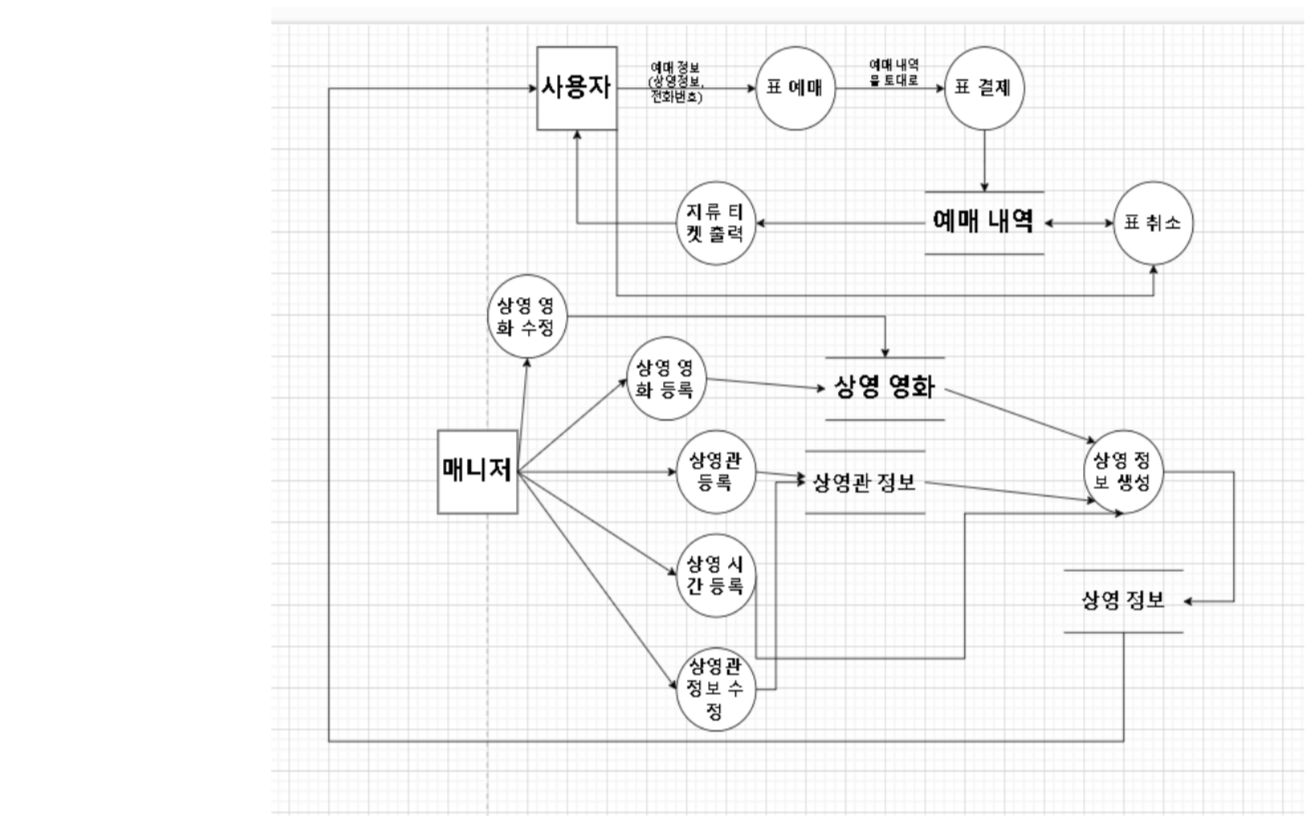 사용자
예매 정보
(상영정보,
전화번호)
표 예매
예매 내역
을 토대로
표 결제
지류 티
켓 출력
예매 내역
표 취소
상영 영
화 수정
상영 영
화 등록
상영 영화
매니저
상영관
등록
상영관 정보
상영 정
보 생성
상영 시
간 등록
상영 정보
상영관
정보 수
정